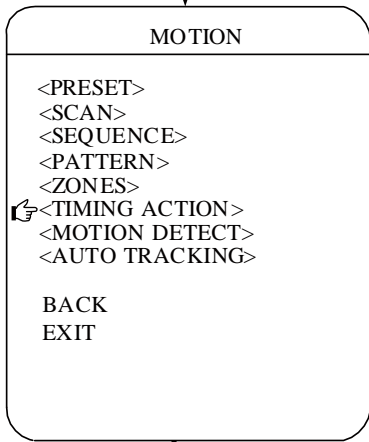 MOTION
<PRESET>
<SCAN>
<SEQUENCE>
<PATTERN>
<ZONES>
<TIMING ACTION>
<MOTION DETECT>
<AUTO TRACKING>
BACK
EXIT